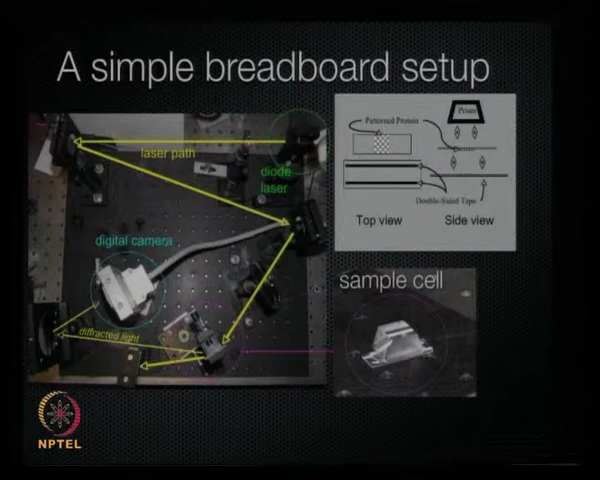 A simple breadboard setup
laser path
diode
laser
digital camera
diffracted light
Prism
Patterned Protein
Double-Sided Tape
Top view
Side view
sample cell
NPTEL